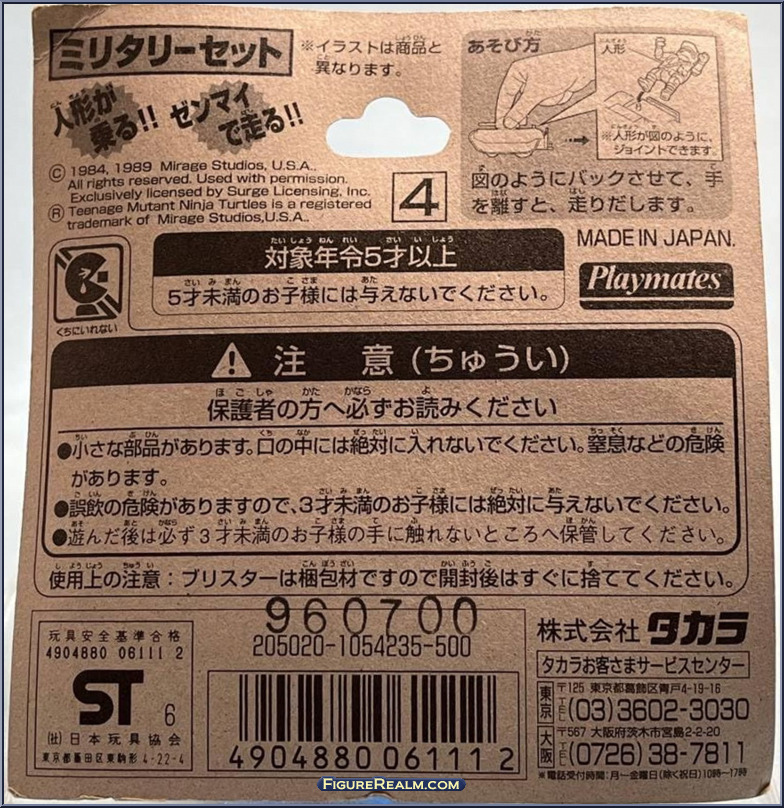 ミリタリーセット
※イラストは商品と
異なります。
人形が
乗る!!
ゼンマイ
で走る!!
© 1984, 1989 Mirage Studios, U.S.A.,
All rights reserved. Used with permission.
Exclusively licensed by Surge Licensing, Inc.
® Teenage Mutant Ninja Turtles is a registered
trademark of Mirage Studios,U.S.A..
4
あそび方
人形
※人形が図のように、
ジョイントできます。
図のようにバックさせて、手
を離すと、走りだします。
MADE IN JAPAN.
Playmates
くちにいれない
対象年令5才以上
5才未満のお子様には与えないでください。
注 意 (ちゅうい)
保護者の方へ必ずお読みください
●小さな部品があります。口の中には絶対に入れないでください。窒息などの危険
があります。
●誤飲の危険がありますので、3才未満のお子様には絶対に与えないでください。
●遊んだ後は必ず3才未満のお子様の手に触れないところへ保管してください。
使用上の注意:ブリスターは梱包材ですので開封後はすぐに捨ててください。
玩具安全基準合格
4904880 06111 2
ST 6
(社)日本玩具協会
東京都墨田区東駒形4-22-4
960700
205020-1054235-500
4904880061112
株式会社 タカラ
タカラお客さまサービスセンター
東京
〒125 東京都葛飾区青戸4-19-16
TEL(03)3602-3030
大阪
〒567 大阪府茨木市宮島2-2-20
TEL(0726)38-7811
※電話受付時間:月〜金曜日(除く祝日)10時〜17時
FigureRealm.com